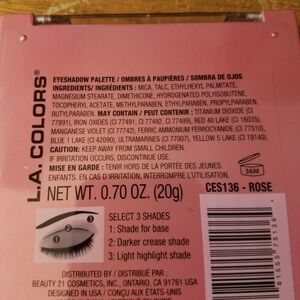 L.A. COLORS®
EYESHADOW PALETTE / OMBRES À PAUPIÈRES / SOMBRA DE OJOS
INGREDIENTS/ INGRÉDIENTS : MICA, TALC, ETHYLHEXYL PALMITATE,
MAGNESIUM STEARATE, DIMETHICONE, HYDROGENATED POLYISOBUTENE,
TOCOPHERYL ACETATE, METHYLPARABEN, ETHYLPARABEN, PROPYLPARABEN,
BUTYLPARABEN. MAY CONTAIN / PEUT CONTENIR : TITANIUM DIOXIDE (CI
77891), IRON OXIDES (CI 77491, CI 77492, CI 77499), RED 40 LAKE (CI 16035),
MANGANESE VIOLET (CI 77742), FERRIC AMMONIUM FERROCYANIDE (CI 77510),
BLUE 1 LAKE (CI 42090), ULTRAMARINES (CI 77007), YELLOW 5 LAKE (CI 19140).
CAUTION: KEEP AWAY FROM SMALL CHILDREN.
IF IRRITATION OCCURS, DISCONTINUE USE.
MISE EN GARDE : TENIR HORS DE LA PORTÉE DES JEUNES
ENFANTS. EN CAS D'IRRITATION, INTERROMPRE L'UTILISATION.
36M
NET WT. 0.70 OZ. (20g)
CES136 - ROSE
SELECT 3 SHADES
1: Shade for base
2: Darker crease shade
3: Light highlight shade
1
2
3
DISTRIBUTED BY / DISTRIBUÉ PAR :
BEAUTY 21 COSMETICS, INC., ONTARIO, CA 91761 USA
DESIGNED IN USA / CONÇU AUX ÉTATS-UNIS